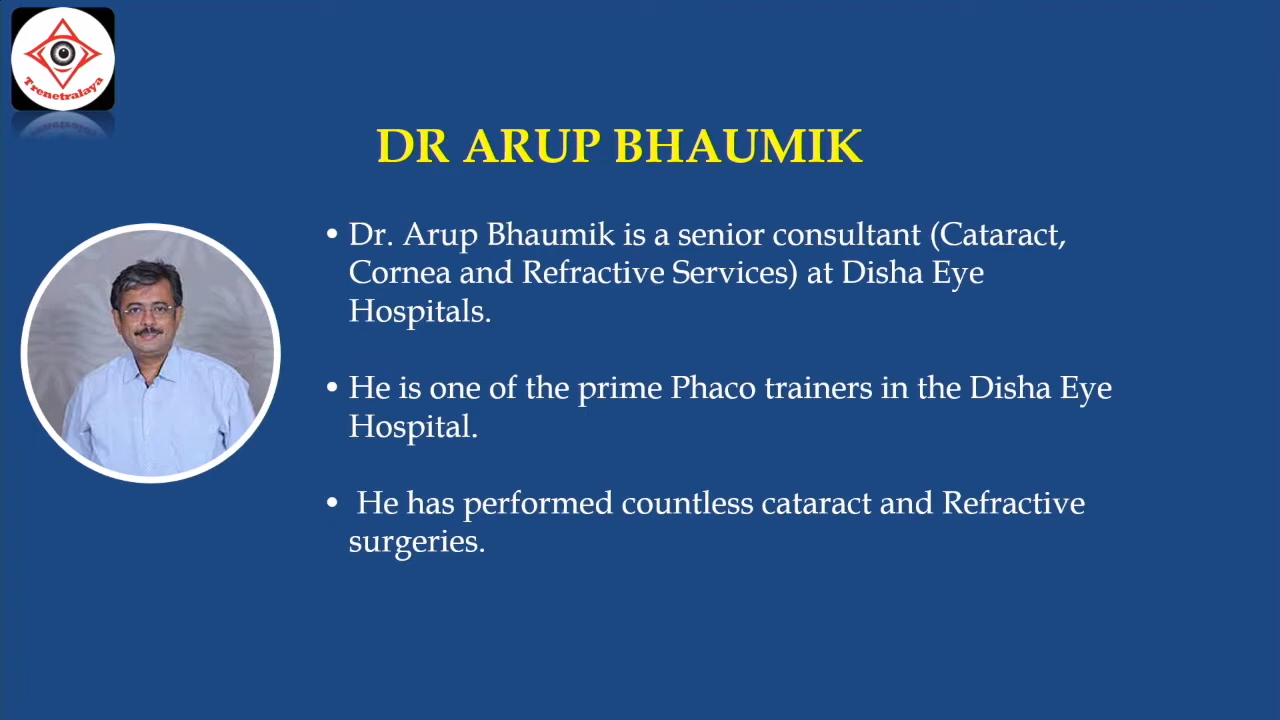 Trenetralaya
DR ARUP BHAUMIK
• Dr. Arup Bhaumik is a senior consultant (Cataract,
Cornea and Refractive Services) at Disha Eye
Hospitals.
• He is one of the prime Phaco trainers in the Disha Eye
Hospital.
• He has performed countless cataract and Refractive
surgeries.